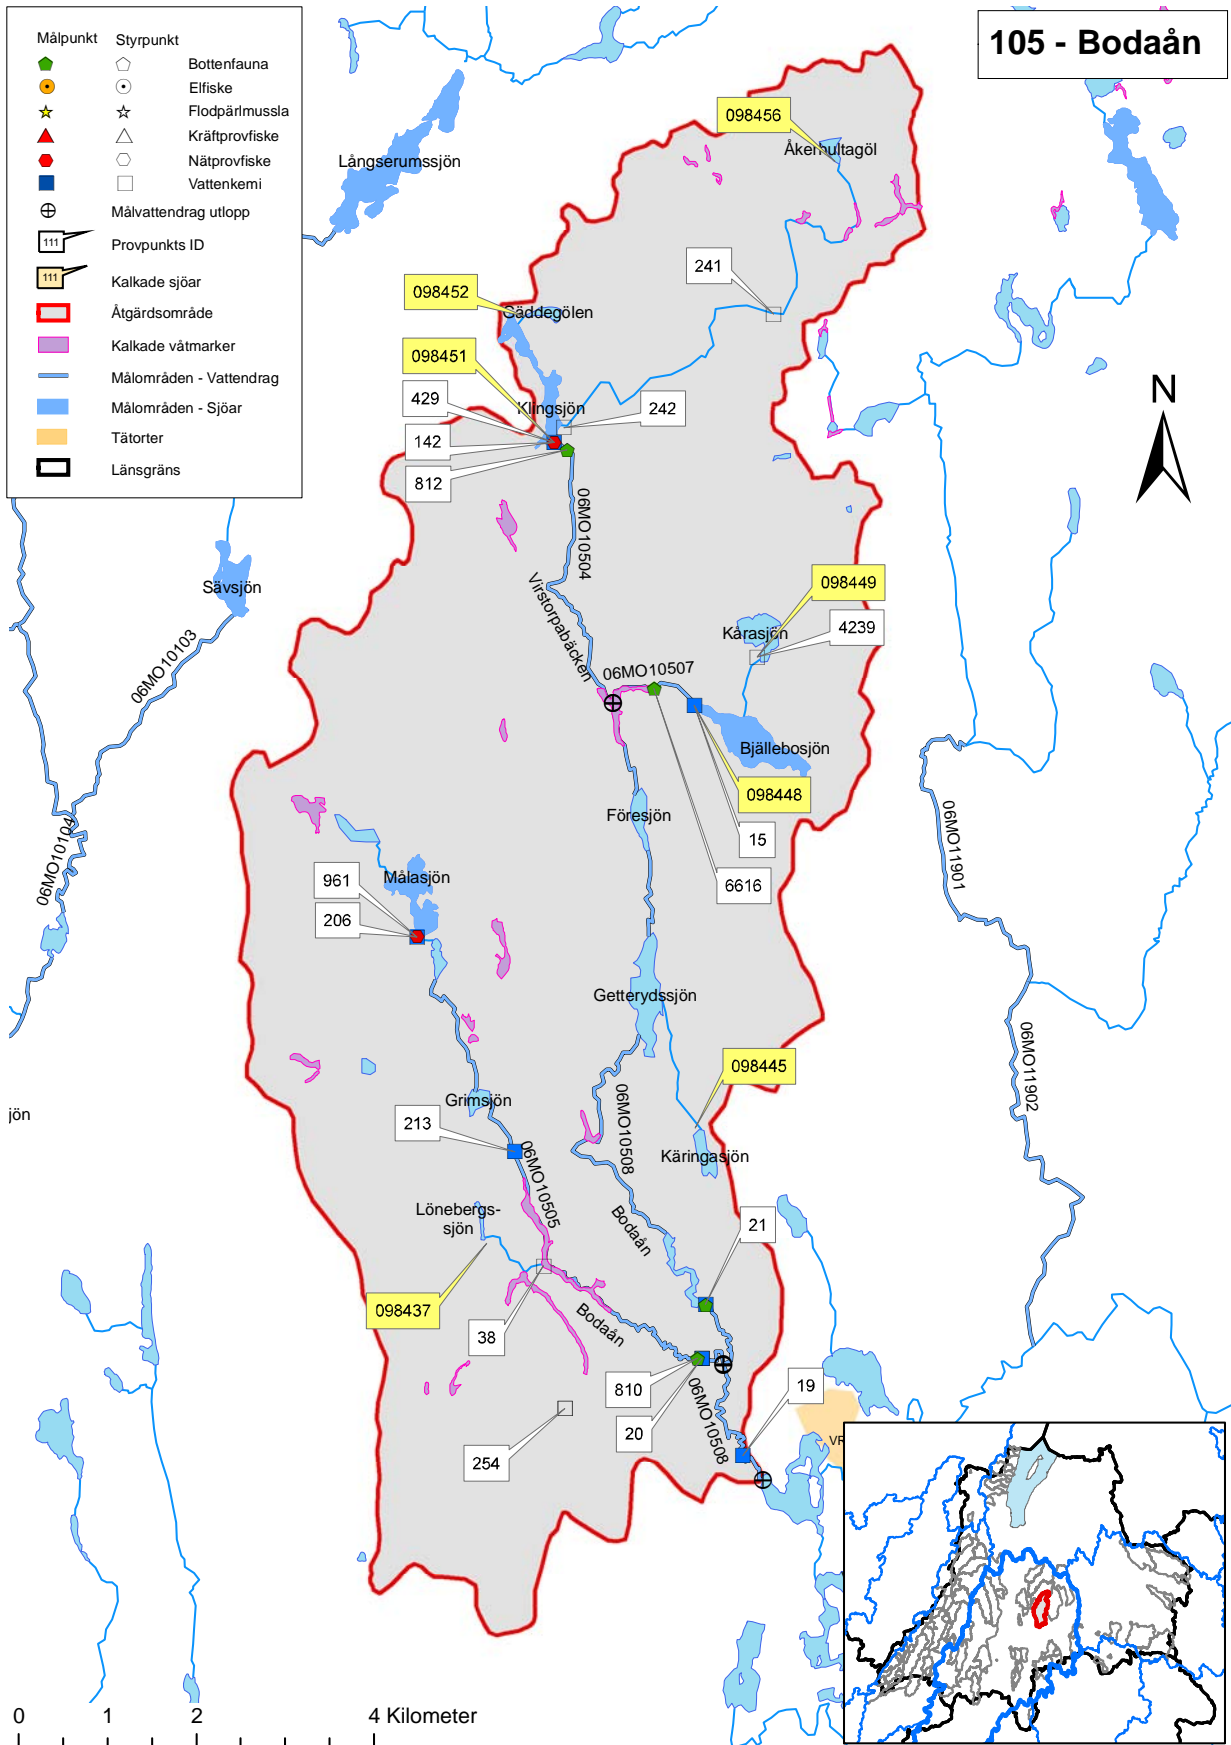 105 - Bodaån
Målpunkt Styrpunkt
Bottenfauna
Elfiske
Flodpärlmussla
Kräftprovfiske
Nätprovfiske
Vattenkemi
Målvattendrag utlopp
111 Provpunkts ID
111 Kalkade sjöar
Åtgärdsområde
Kalkade våtmarker
Målområden - Vattendrag
Målområden - Sjöar
Tätorter
Länsgräns
098456
Åkerhultagöl
Långserumssjön
241
098452
Gäddegölen
098451
429
Klingsjön
242
142
812
N
06MO10504
Virstorpabäcken
Sävsjön
06MO10103
098449
Kårasjön
4239
06MO10507
Bjällebosjön
098448
15
6616
Föresjön
06MO10104
06MO11901
Målasjön
961
206
Getterydssjön
098445
06MO11902
jön
Grimsjön
213
06MO10508
06MO10505
Käringasjön
Lönebergs-
sjön
Bodaån
21
098437
38
Bodaån
810
20
06MO10508
19
254
VR
0 1 2 4 Kilometer